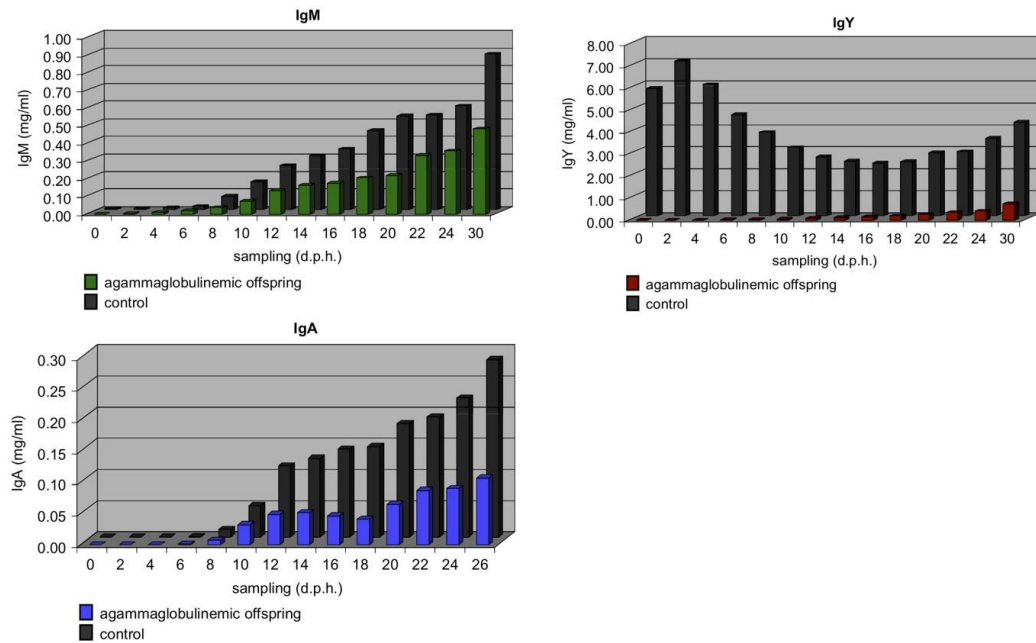 IgM
1.00
0.90
0.80
0.70
0.60
0.50
0.40
0.30
0.20
0.10
0.00
IgM (mg/ml)
0 2 4 6 8 10 12 14 16 18 20 22 24 30
sampling (d.p.h.)
agammaglobulinemic offspring
control
IgY
8.00
7.00
6.00
5.00
4.00
3.00
2.00
1.00
0.00
IgY (mg/ml)
0 2 4 6 8 10 12 14 16 18 20 22 24 30
sampling (d.p.h.)
agammaglobulinemic offspring
control
IgA
0.30
0.25
0.20
0.15
0.10
0.05
0.00
IgA (mg/ml)
0 2 4 6 8 10 12 14 16 18 20 22 24 26
sampling (d.p.h.)
agammaglobulinemic offspring
control